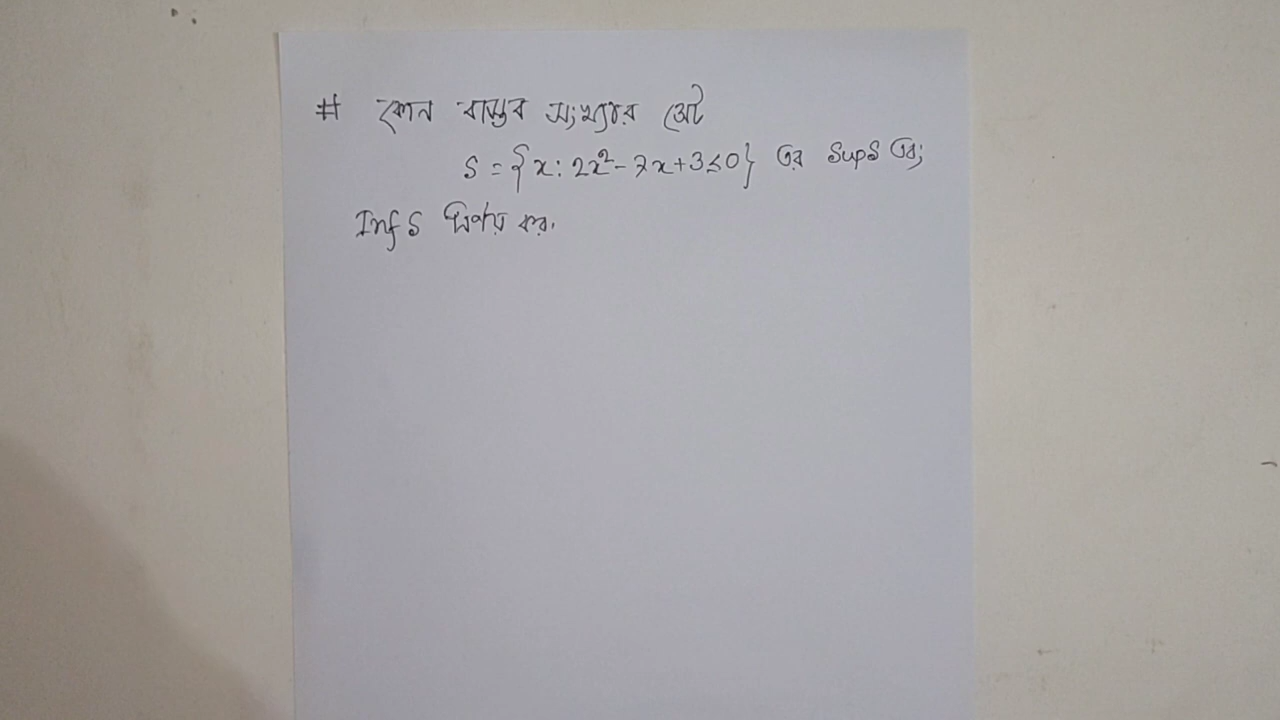 # কোন বাস্তব সংখ্যার সেট
S = {x: 2x² - 7x + 3 ≤ 0} এর Sup S এবং
Inf S নির্ণয় কর।